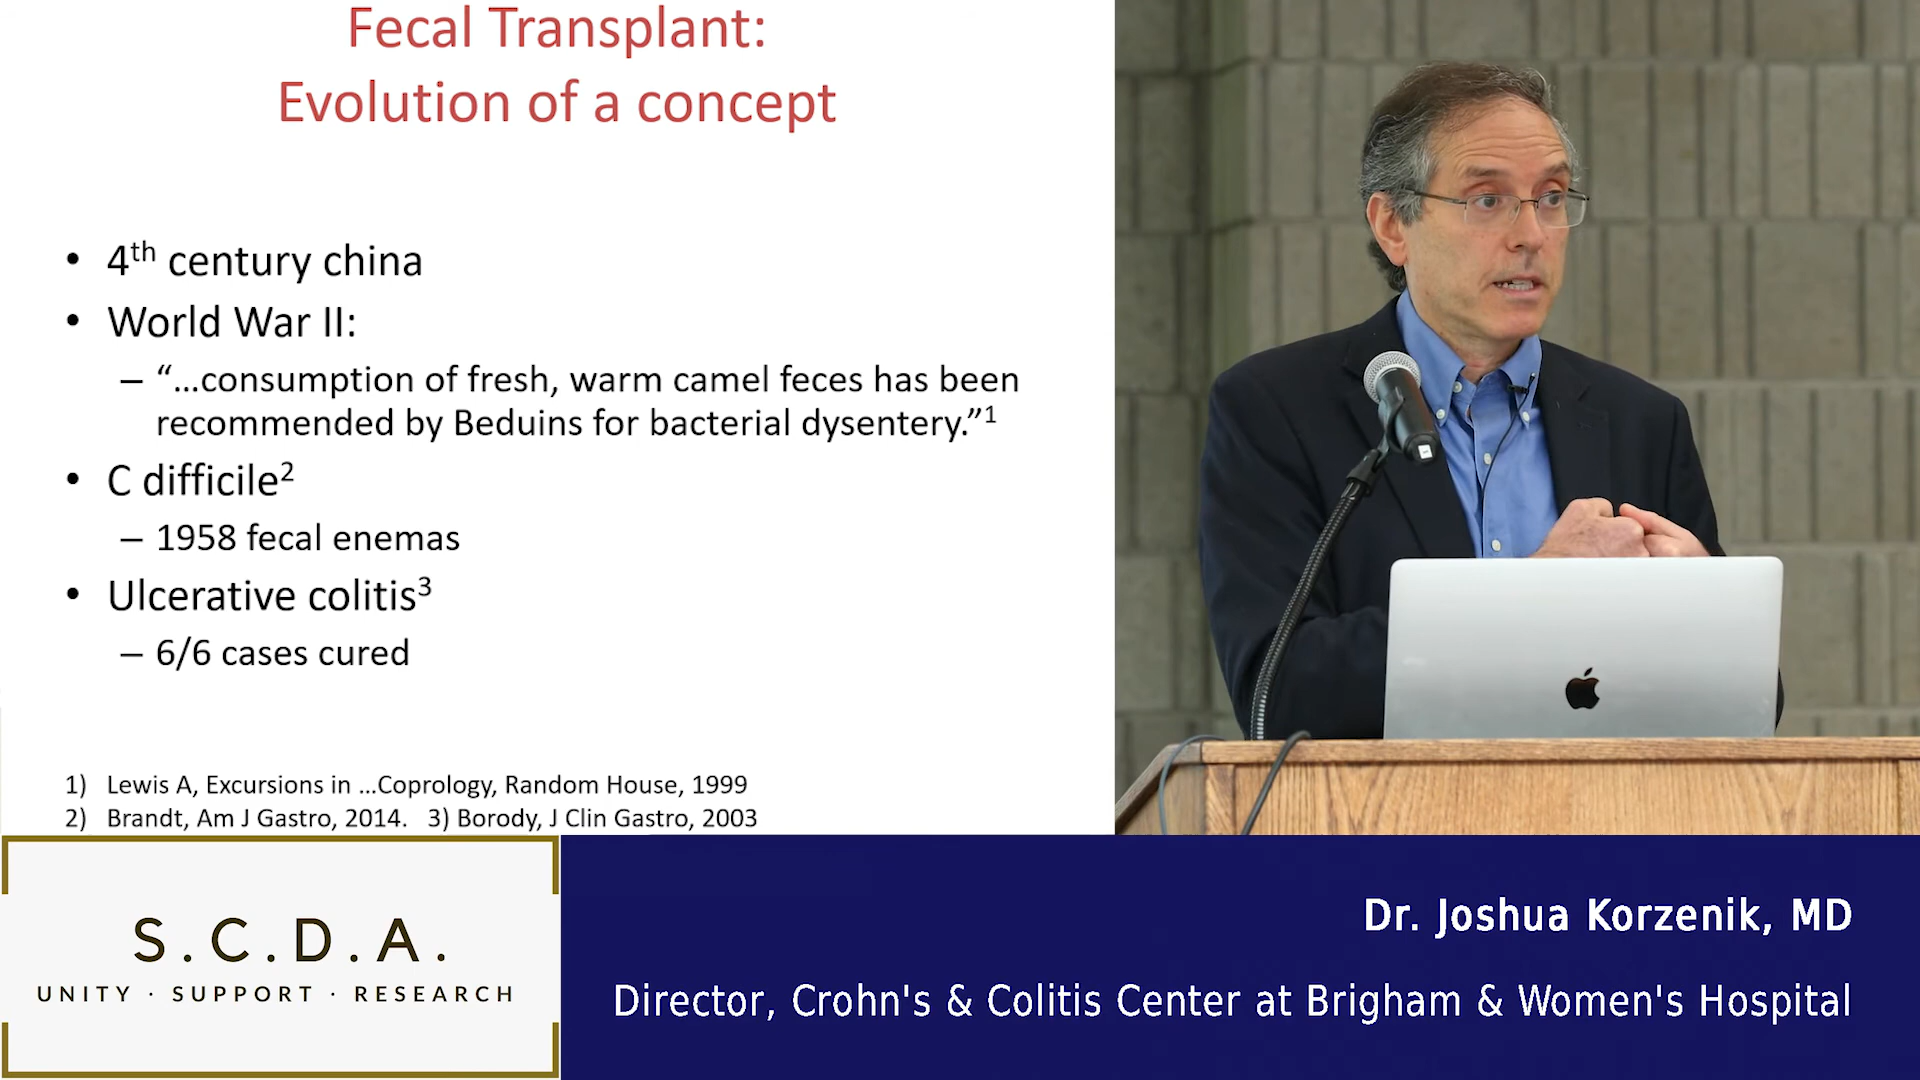 Fecal Transplant:
Evolution of a concept
• 4th century china
• World War II:
– “...consumption of fresh, warm camel feces has been
recommended by Beduins for bacterial dysentery.”1
• C difficile2
– 1958 fecal enemas
• Ulcerative colitis3
– 6/6 cases cured
1) Lewis A, Excursions in ...Coprology, Random House, 1999
2) Brandt, Am J Gastro, 2014. 3) Borody, J Clin Gastro, 2003
S.C.D.A.
UNITY · SUPPORT · RESEARCH
Dr. Joshua Korzenik, MD
Director, Crohn's & Colitis Center at Brigham & Women's Hospital